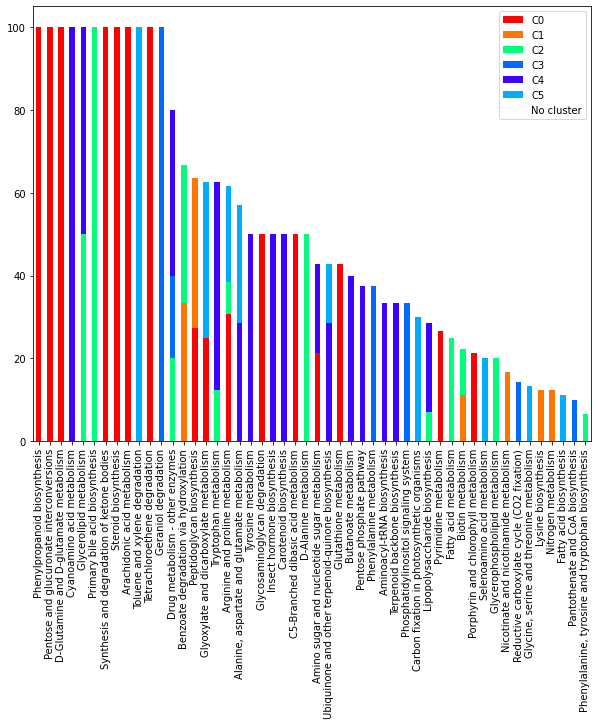 100
80
60
40
20
0
C0
C1
C2
C3
C4
C5
No cluster
Phenylpropanoid biosynthesis
Pentose and glucuronate interconversions
D-Glutamine and D-glutamate metabolism
Cyanoamino acid metabolism
Glycerolipid metabolism
Primary bile acid biosynthesis
Synthesis and degradation of ketone bodies
Steroid biosynthesis
Arachidonic acid metabolism
Toluene and xylene degradation
Tetrachloroethene degradation
Geraniol degradation
Drug metabolism - other enzymes
Benzoate degradation via hydroxylation
Peptidoglycan biosynthesis
Glyoxylate and dicarboxylate metabolism
Tryptophan metabolism
Arginine and proline metabolism
Alanine, aspartate and glutamate metabolism
Tyrosine metabolism
Glycosaminoglycan degradation
Insect hormone biosynthesis
Carotenoid biosynthesis
C5-Branched dibasic acid metabolism
D-Alanine metabolism
Amino sugar and nucleotide sugar metabolism
Ubiquinone and other terpenoid-quinone biosynthesis
Glutathione metabolism
Butanoate metabolism
Pentose phosphate pathway
Phenylalanine metabolism
Aminoacyl-tRNA biosynthesis
Terpenoid backbone biosynthesis
Phosphatidylinositol signaling system
Carbon fixation in photosynthetic organisms
Lipopolysaccharide biosynthesis
Pyrimidine metabolism
Fatty acid metabolism
Biotin metabolism
Porphyrin and chlorophyll metabolism
Selenoamino acid metabolism
Glycerophospholipid metabolism
Nicotinate and nicotinamide metabolism
Reductive carboxylate cycle (CO2 fixation)
Glycine, serine and threonine metabolism
Lysine biosynthesis
Nitrogen metabolism
Fatty acid biosynthesis
Pantothenate and CoA biosynthesis
Phenylalanine, tyrosine and tryptophan biosynthesis